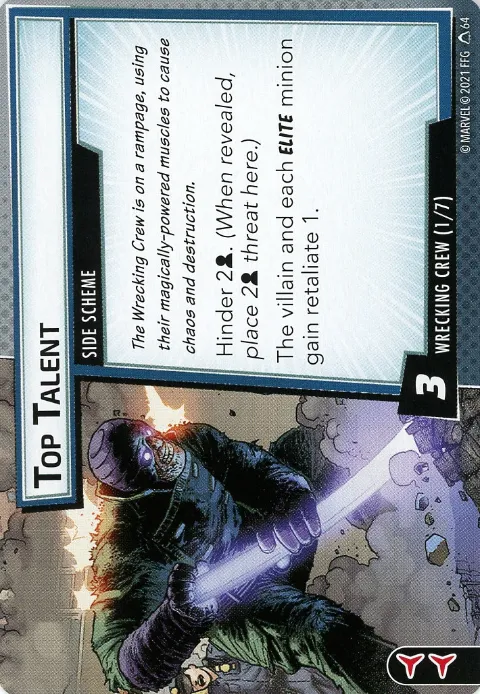 TOP TALENT
SIDE SCHEME
The Wrecking Crew is on a rampage, using
their magically-powered muscles to cause
chaos and destruction.
Hinder 2. (When revealed,
place 2 threat here.)
The villain and each ELITE minion
gain retaliate 1.
3
WRECKING CREW (1/7)
© MARVEL © 2021 FFG 64